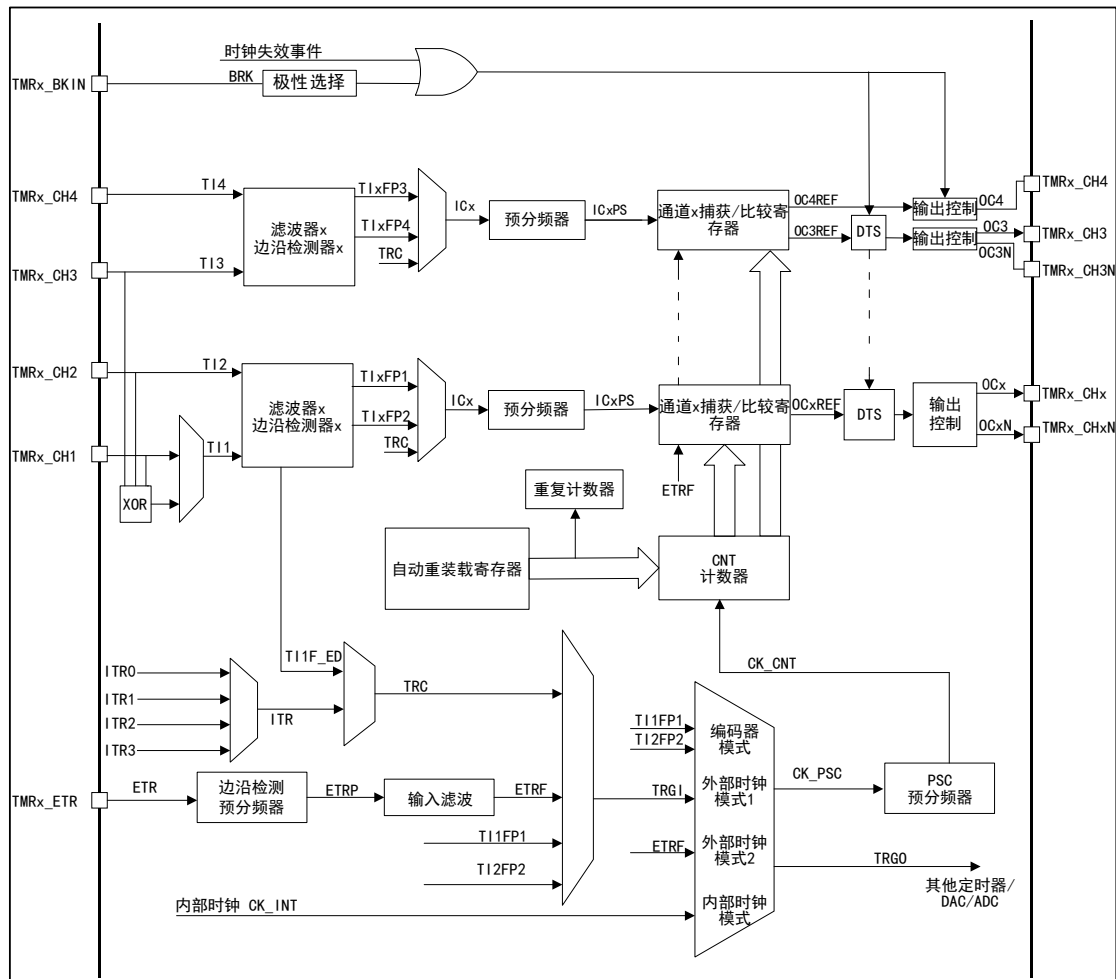 时钟失效事件
TMRx_BKIN
BRK
极性选择
TMRx_CH4
TI4
TIxFP3
TIxFP4
TRC
ICx
预分频器
ICxPS
滤波器x
边沿检测器x
通道x捕获/比较寄
存器
OC4REF
OC3REF
DTS
输出控制
输出控制
OC4
OC3
OC3N
TMRx_CH4
TMRx_CH3
TMRx_CH3N
TMRx_CH3
TI3
TMRx_CH2
TI2
TIxFP1
TIxFP2
TRC
ICx
预分频器
ICxPS
滤波器x
边沿检测器x
通道x捕获/比较寄
存器
OCxREF
DTS
输出
控制
OCx
OCxN
TMRx_CHx
TMRx_CHxN
TMRx_CH1
TI1
XOR
ETRF
重复计数器
自动重装载寄存器
CNT
计数器
TI1F_ED
CK_CNT
ITR0
ITR1
ITR2
ITR3
ITR
TRC
TI1FP1
TI2FP2
编码器
模式
TMRx_ETR
ETR
边沿检测
预分频器
ETRP
输入滤波
ETRF
TRGI
外部时钟
模式1
CK_PSC
PSC
预分频器
TI1FP1
TI2FP2
ETRF
外部时钟
模式2
TRGO
其他定时器/
DAC/ADC
内部时钟 CK_INT
内部时钟
模式